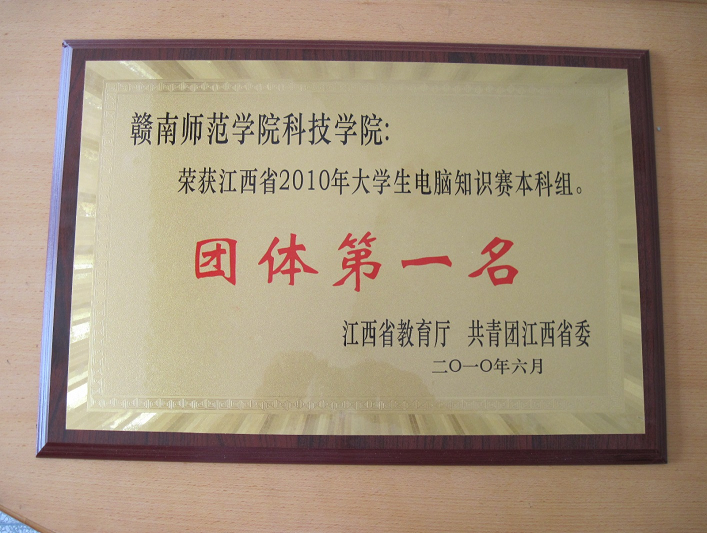 赣南师范学院科技学院:
荣获江西省2010年大学生电脑知识赛本科组。
团体第一名
江西省教育厅 共青团江西省委
二〇一〇年六月